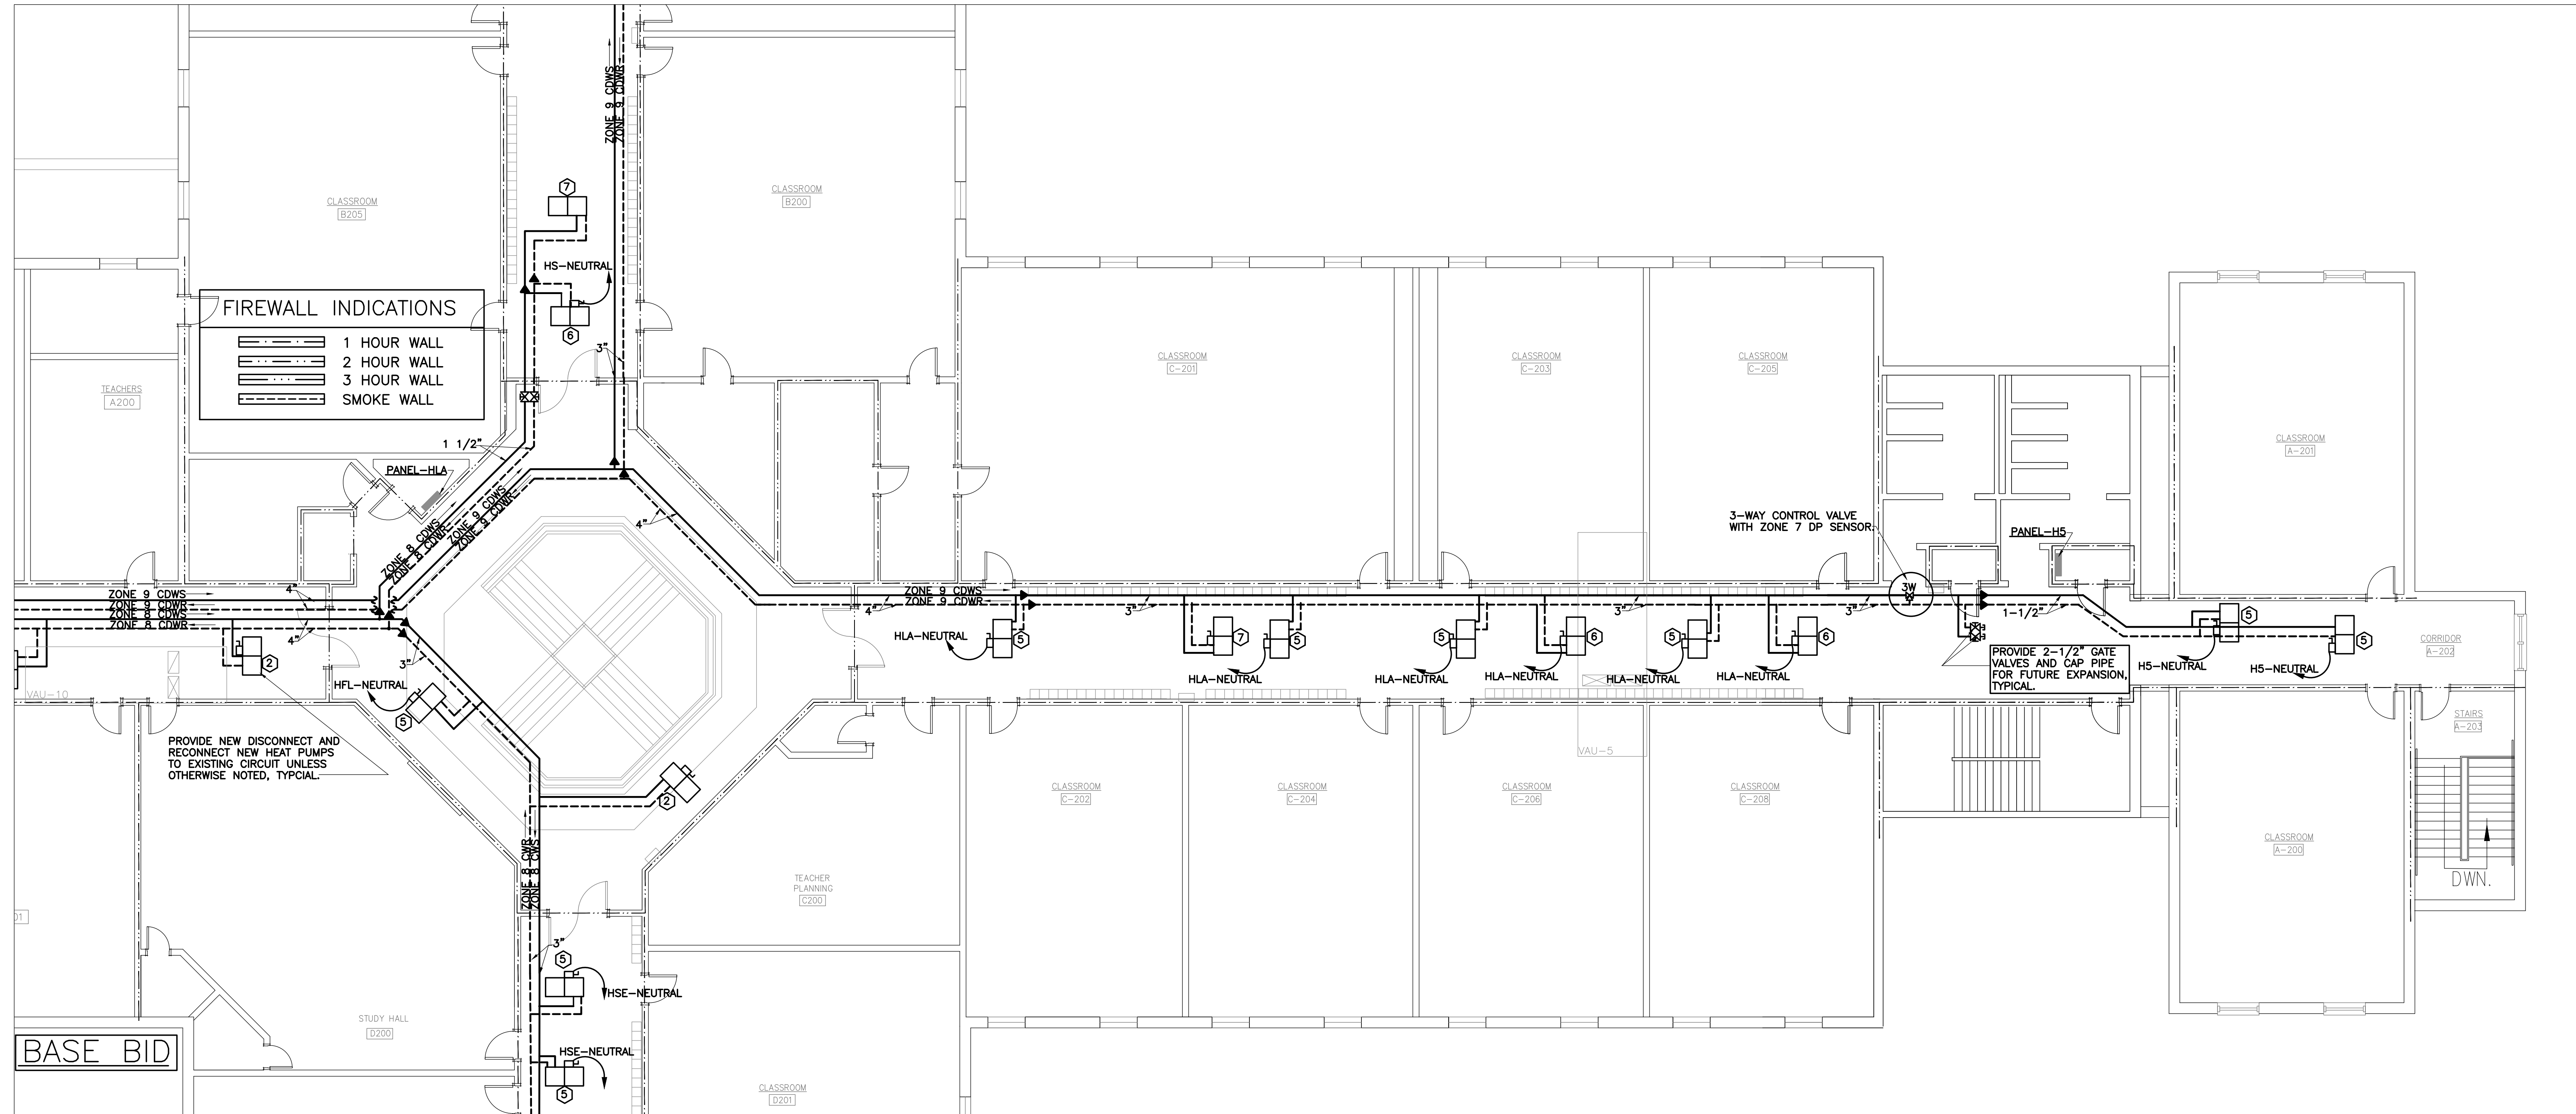 ZONE 9 CDWS
ZONE 9 CDWR
CLASSROOM
B205
CLASSROOM
B200
7
HS-NEUTRAL
6
3"
FIREWALL INDICATIONS
1 HOUR WALL
2 HOUR WALL
3 HOUR WALL
SMOKE WALL
TEACHERS
A200
1 1/2"
PANEL-HLA
ZONE 8 CDWS
ZONE 8 CDWR
ZONE 9 CDWS
ZONE 9 CDWR
4"
CLASSROOM
C-201
CLASSROOM
C-203
CLASSROOM
C-205
CLASSROOM
A-201
3-WAY CONTROL VALVE
WITH ZONE 7 DP SENSOR.
PANEL-H5
3W
ZONE 9 CDWS
ZONE 9 CDWR
ZONE 8 CDWS
ZONE 8 CDWR
4"
4"
3"
2
VAU-10
HFL-NEUTRAL
5
ZONE 9 CDWS
ZONE 9 CDWR
4"
3"
3"
3"
1-1/2"
HLA-NEUTRAL
5
7
HLA-NEUTRAL
5
HLA-NEUTRAL
5
HLA-NEUTRAL
6
HLA-NEUTRAL
5
HLA-NEUTRAL
6
PROVIDE 2-1/2" GATE
VALVES AND CAP PIPE
FOR FUTURE EXPANSION,
TYPICAL.
H5-NEUTRAL
5
H5-NEUTRAL
5
CORRIDOR
A-202
STAIRS
A-203
DWN.
PROVIDE NEW DISCONNECT AND
RECONNECT NEW HEAT PUMPS
TO EXISTING CIRCUIT UNLESS
OTHERWISE NOTED, TYPCIAL.
VAU-5
2
CLASSROOM
C-202
CLASSROOM
C-204
CLASSROOM
C-206
CLASSROOM
C-208
CLASSROOM
A-200
ZONE 8 CWR
ZONE 8 CWS
TEACHER
PLANNING
C200
01
3"
5
HSE-NEUTRAL
STUDY HALL
D200
BASE BID
HSE-NEUTRAL
5
CLASSROOM
D201